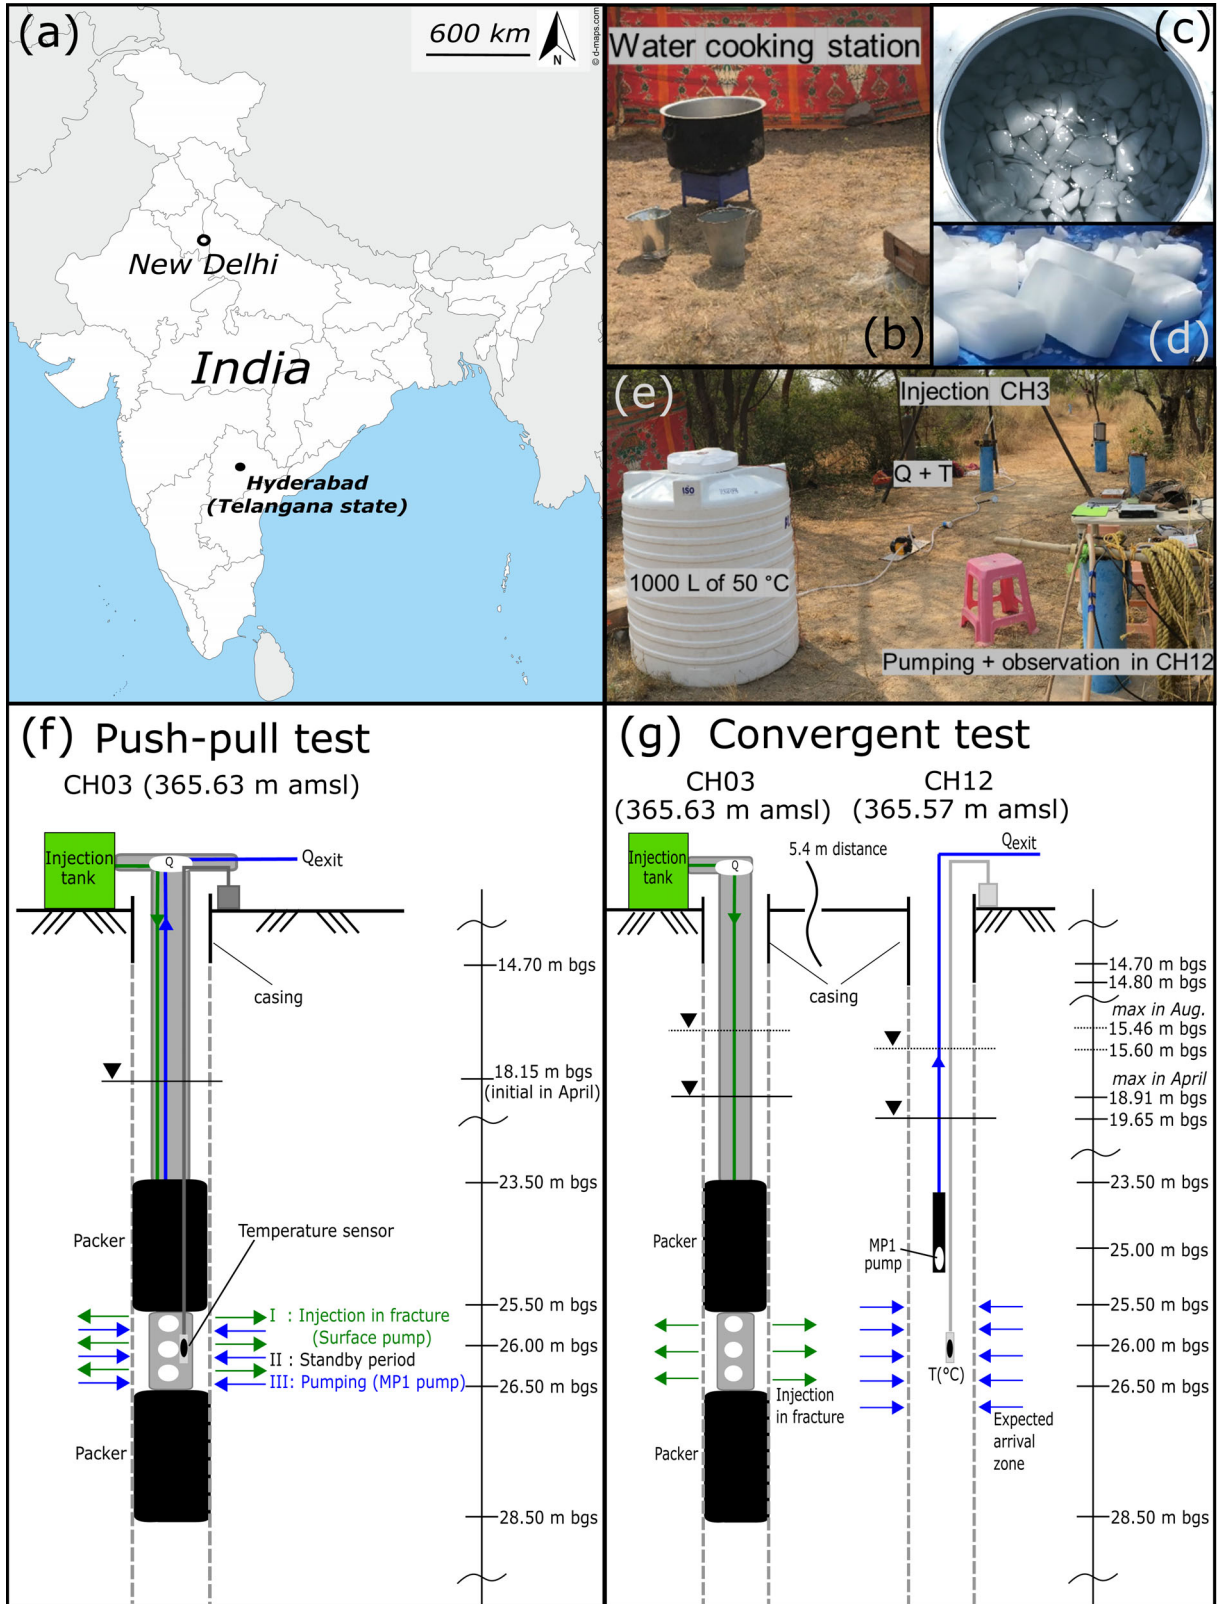 (a)
600 km
N
© d-maps.com
New Delhi
India
Hyderabad
(Telangana state)
Water cooking station
(b)
(c)
(d)
(e)
Injection CH3
Q + T
ISO
1000 L of 50 °C
Pumping + observation in CH12
(f) Push-pull test
CH03 (365.63 m amsl)
Injection
tank
Q
Qexit
casing
14.70 m bgs
18.15 m bgs
(initial in April)
23.50 m bgs
Packer
Temperature sensor
25.50 m bgs
I : Injection in fracture
(Surface pump)
26.00 m bgs
II : Standby period
III: Pumping (MP1 pump)
26.50 m bgs
Packer
28.50 m bgs
(g) Convergent test
CH03
(365.63 m amsl)
CH12
(365.57 m amsl)
Injection
tank
Q
5.4 m distance
Qexit
casing
14.70 m bgs
14.80 m bgs
max in Aug.
15.46 m bgs
15.60 m bgs
max in April
18.91 m bgs
19.65 m bgs
23.50 m bgs
Packer
MP1
pump
25.00 m bgs
25.50 m bgs
26.00 m bgs
T(°C)
26.50 m bgs
Injection
in fracture
Expected
arrival
zone
Packer
28.50 m bgs